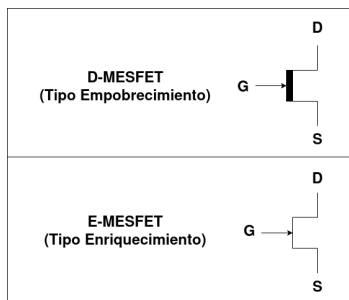 D-MESFET
(Tipo Empobrecimiento)
D
G
S
E-MESFET
(Tipo Enriquecimiento)
D
G
S